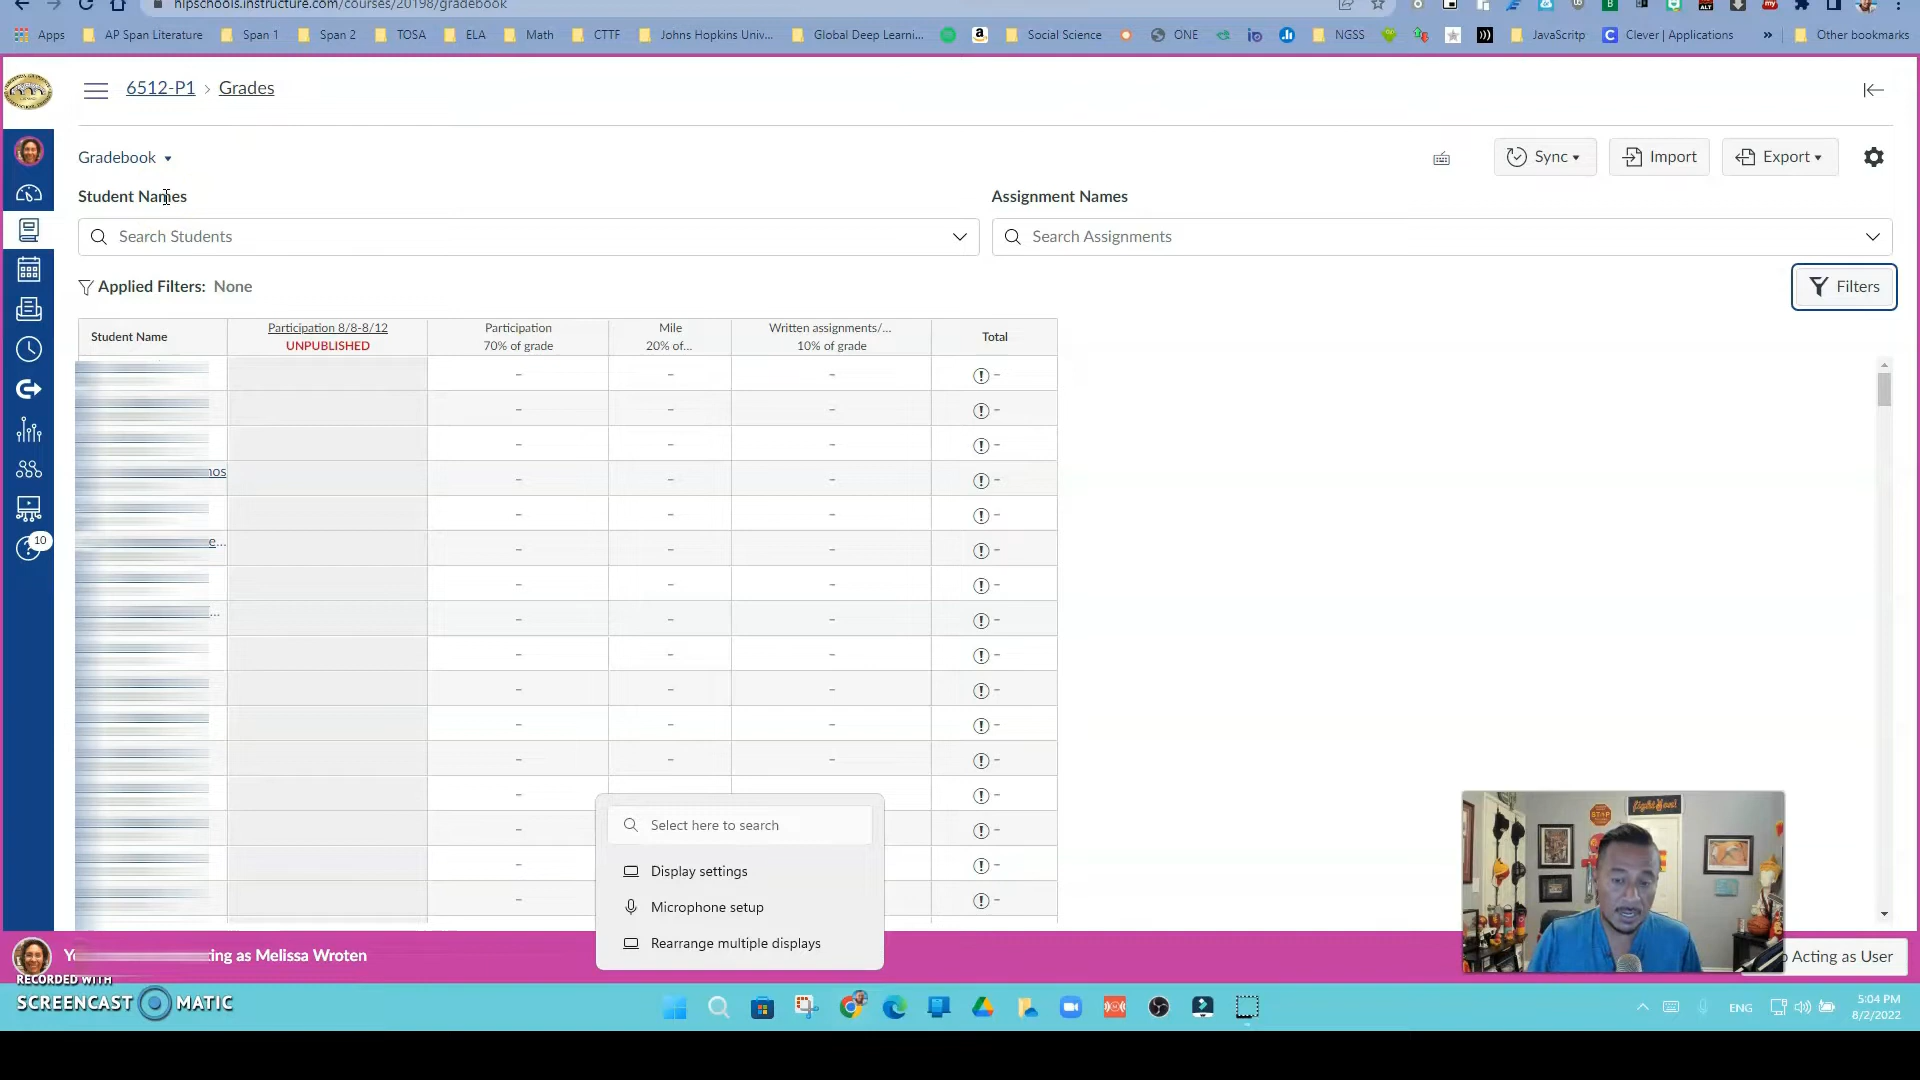 hlpschools.instructure.com/courses/20198/gradebook
Apps AP Span Literature Span 1 Span 2 TOSA ELA Math CTTF Johns Hopkins Univ... Global Deep Learni... Social Science ONE NGSS JavaScritp Clever | Applications » Other bookmarks
6512-P1 > Grades
Gradebook
Sync Import Export
Student Names Assignment Names
Search Students Search Assignments
Applied Filters: None Filters
Student Name Participation 8/8-8/12 UNPUBLISHED Participation 70% of grade Mile 20% of... Written assignments/... 10% of grade Total
10
Select here to search
Display settings
Microphone setup
Rearrange multiple displays
ting as Melissa Wroten
Acting as User
RECORDED WITH
SCREENCAST MATIC
ENG 5:04 PM
8/2/2022